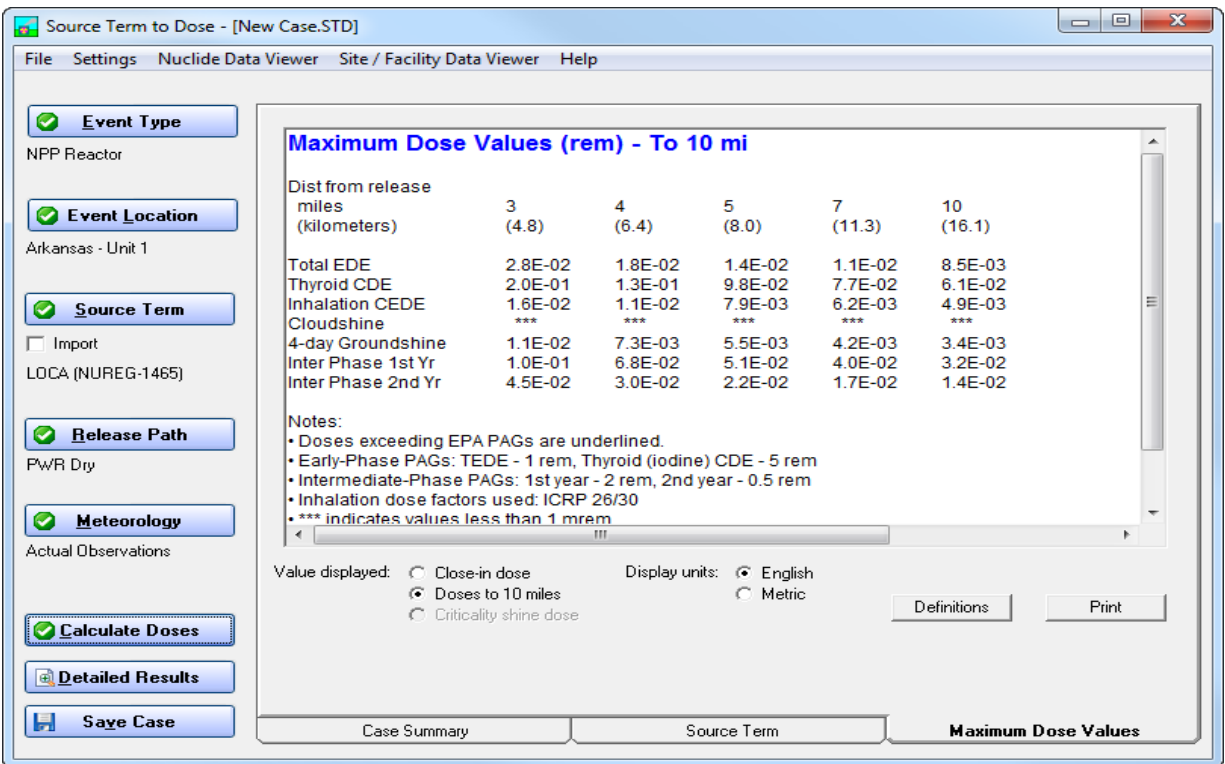 Source Term to Dose - [New Case.STD]
File Settings Nuclide Data Viewer Site / Facility Data Viewer Help
Event Type
NPP Reactor
Event Location
Arkansas - Unit 1
Source Term
Import
LOCA (NUREG-1465)
Release Path
PWR Dry
Meteorology
Actual Observations
Calculate Doses
Detailed Results
Save Case
Maximum Dose Values (rem) - To 10 mi
Dist from release
miles 3 4 5 7 10
(kilometers) (4.8) (6.4) (8.0) (11.3) (16.1)
Total EDE 2.8E-02 1.8E-02 1.4E-02 1.1E-02 8.5E-03
Thyroid CDE 2.0E-01 1.3E-01 9.8E-02 7.7E-02 6.1E-02
Inhalation CEDE 1.6E-02 1.1E-02 7.9E-03 6.2E-03 4.9E-03
Cloudshine *** *** *** *** ***
4-day Groundshine 1.1E-02 7.3E-03 5.5E-03 4.2E-03 3.4E-03
Inter Phase 1st Yr 1.0E-01 6.8E-02 5.1E-02 4.0E-02 3.2E-02
Inter Phase 2nd Yr 4.5E-02 3.0E-02 2.2E-02 1.7E-02 1.4E-02
Notes:
• Doses exceeding EPA PAGs are underlined.
• Early-Phase PAGs: TEDE - 1 rem, Thyroid (iodine) CDE - 5 rem
• Intermediate-Phase PAGs: 1st year - 2 rem, 2nd year - 0.5 rem
• Inhalation dose factors used: ICRP 26/30
• *** indicates values less than 1 mrem
Value displayed: Close-in dose Display units: English
Doses to 10 miles Metric
Criticality shine dose
Definitions Print
Case Summary Source Term Maximum Dose Values